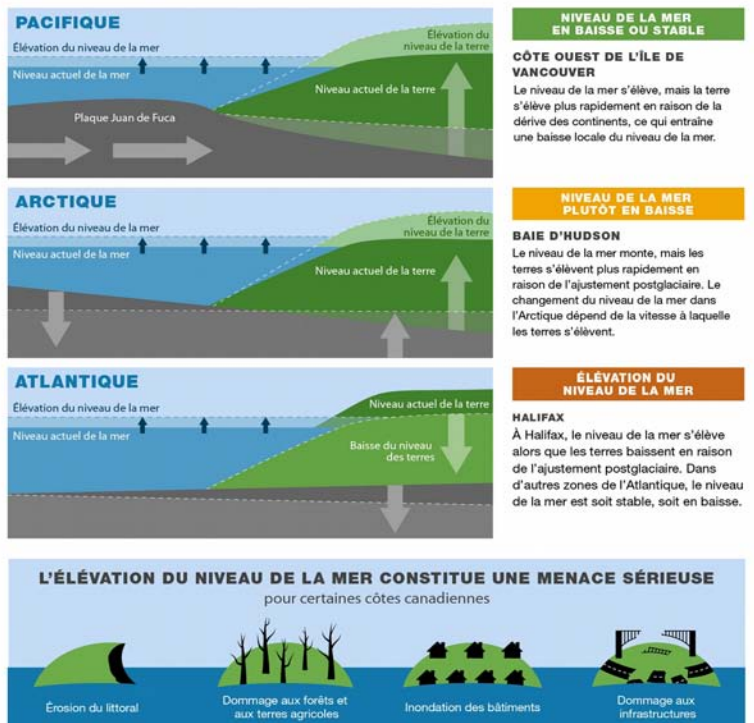 PACIFIQUE
Élévation du niveau de la mer
Niveau actuel de la mer
Élévation du
niveau de la terre
Niveau actuel de la terre
Plaque Juan de Fuca
NIVEAU DE LA MER
EN BAISSE OU STABLE
CÔTE OUEST DE L'ÎLE DE
VANCOUVER
Le niveau de la mer s'élève, mais la terre
s'élève plus rapidement en raison de la
dérive des continents, ce qui entraîne
une baisse locale du niveau de la mer.
ARCTIQUE
Élévation du niveau de la mer
Niveau actuel de la mer
Élévation du
niveau de la terre
Niveau actuel de la terre
NIVEAU DE LA MER
PLUTÔT EN BAISSE
BAIE D'HUDSON
Le niveau de la mer monte, mais les
terres s'élèvent plus rapidement en
raison de l'ajustement postglaciaire. Le
changement du niveau de la mer dans
l'Arctique dépend de la vitesse à laquelle
les terres s'élèvent.
ATLANTIQUE
Élévation du niveau de la mer
Niveau actuel de la mer
Niveau actuel de la terre
Baisse du niveau
des terres
ÉLÉVATION DU
NIVEAU DE LA MER
HALIFAX
À Halifax, le niveau de la mer s'élève
alors que les terres baissent en raison
de l'ajustement postglaciaire. Dans
d'autres zones de l'Atlantique, le niveau
de la mer est soit stable, soit en baisse.
L'ÉLÉVATION DU NIVEAU DE LA MER CONSTITUE UNE MENACE SÉRIEUSE
pour certaines côtes canadiennes
Érosion du littoral
Dommage aux forêts et
aux terres agricoles
Inondation des bâtiments
Dommage aux
infrastructures